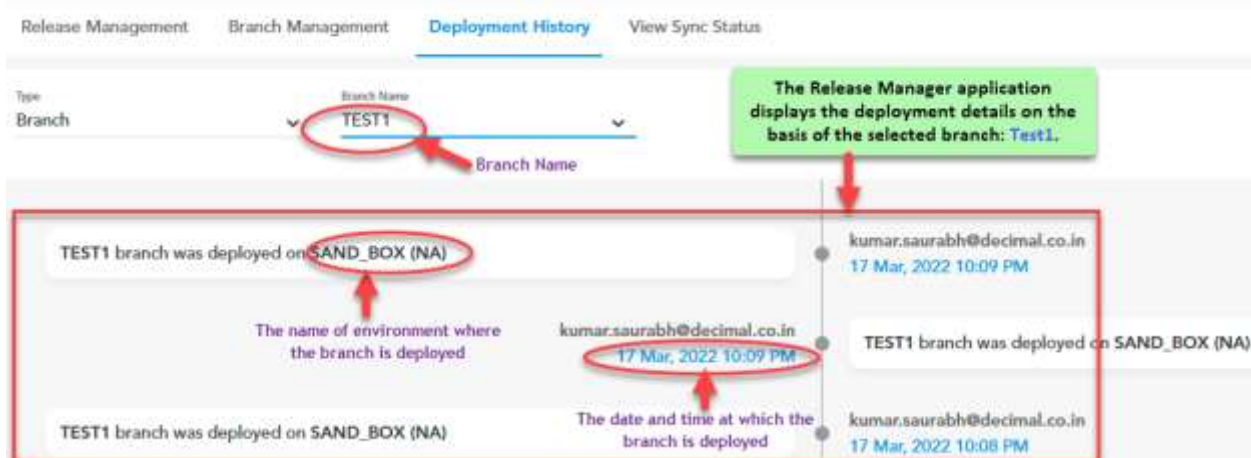 Release Management Branch Management Deployment History View Sync Status
Type
Branch
Branch Name
TEST1
Branch Name
The Release Manager application
displays the deployment details on the
basis of the selected branch: Test1.
TEST1 branch was deployed on SAND_BOX (NA)
kumar.saurabh@decimal.co.in
17 Mar, 2022 10:09 PM
The name of environment where
the branch is deployed
kumar.saurabh@decimal.co.in
17 Mar, 2022 10:09 PM
TEST1 branch was deployed on SAND_BOX (NA)
The date and time at which the
branch is deployed
TEST1 branch was deployed on SAND_BOX (NA)
kumar.saurabh@decimal.co.in
17 Mar, 2022 10:08 PM